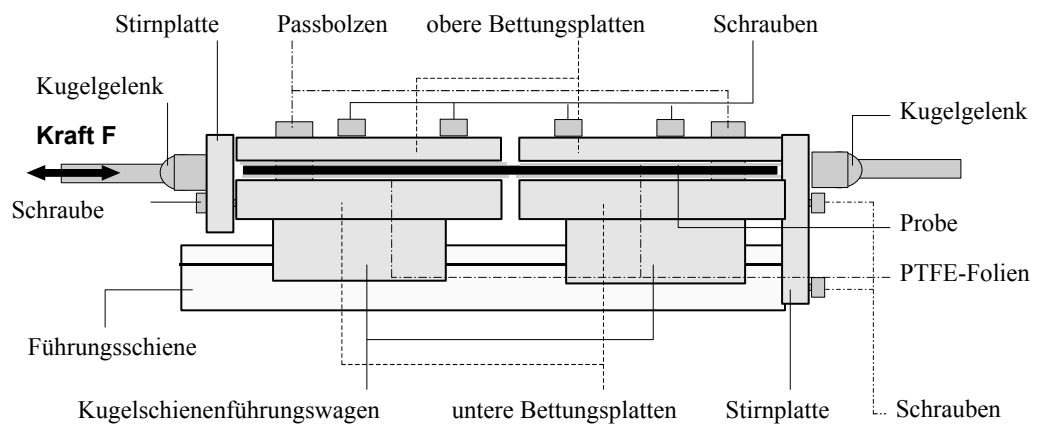 Stirnplatte
Passbolzen
obere Bettungsplatten
Schrauben
Kugelgelenk
Kugelgelenk
Kraft F
Schraube
Probe
PTFE-Folien
Führungsschiene
Kugelschienenführungswagen
untere Bettungsplatten
Stirnplatte
Schrauben